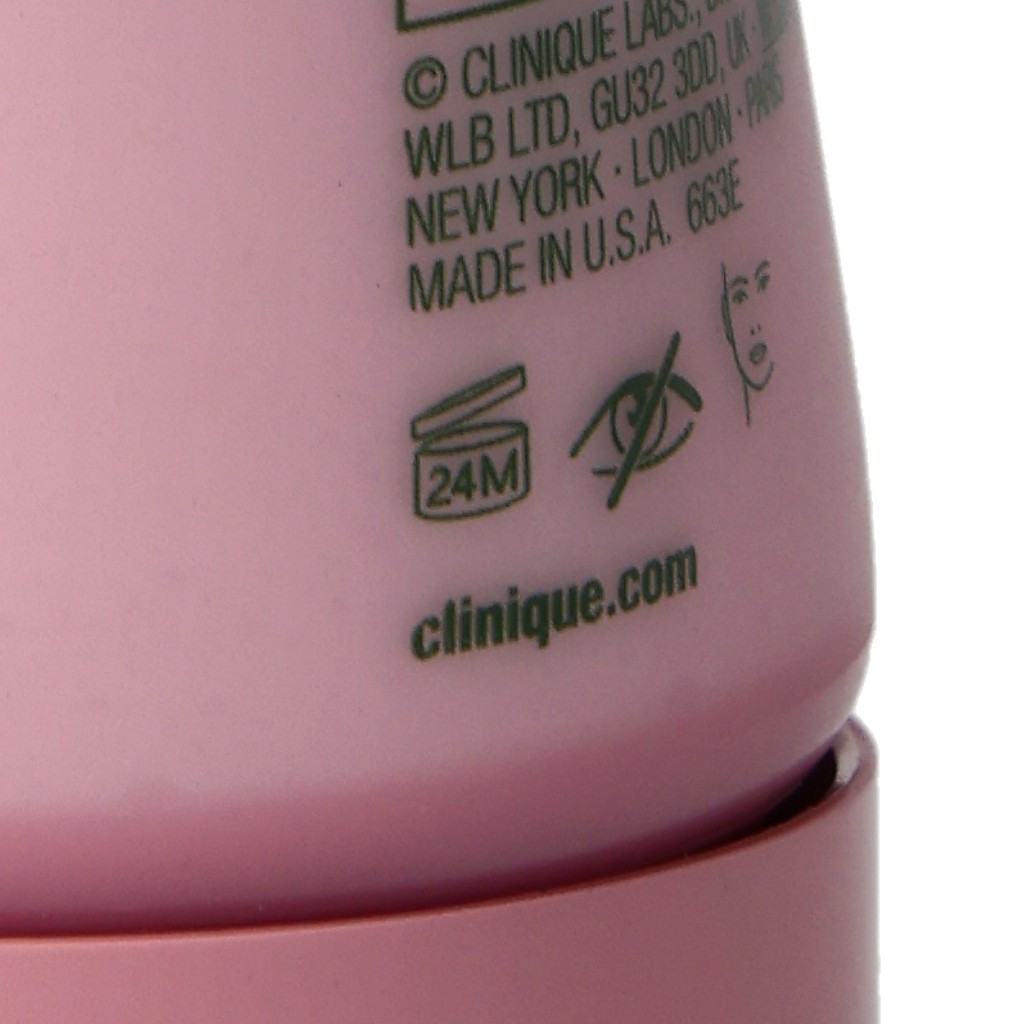 © CLINIQUE LABS.,
WLB LTD, GU32 3DD, UK ·
NEW YORK · LONDON · PARIS
MADE IN U.S.A. 663E
24M
clinique.com